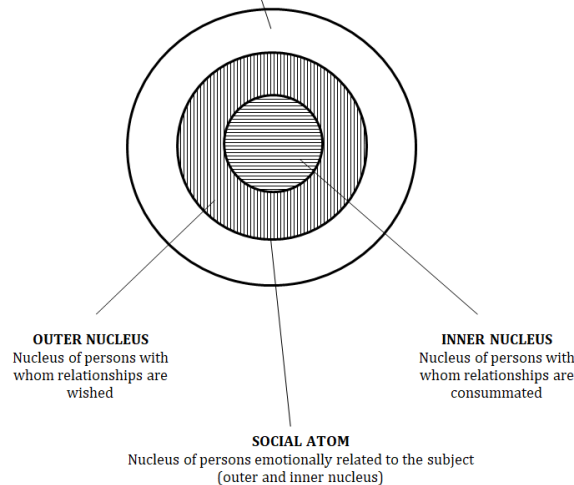 OUTER NUCLEUS
Nucleus of persons with
whom relationships are
wished
INNER NUCLEUS
Nucleus of persons with
whom relationships are
consummated
SOCIAL ATOM
Nucleus of persons emotionally related to the subject
(outer and inner nucleus)